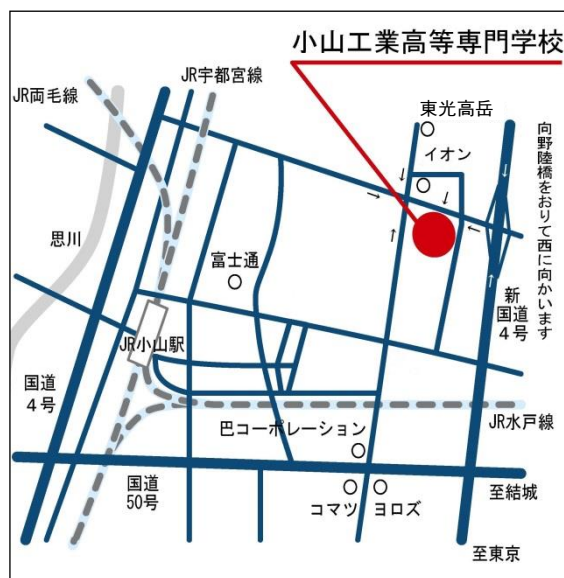 小山工業高等専門学校
JR宇都宮線
JR両毛線
東光高岳
イオン
向野陸橋をおりて西に向かいます
思川
富士通
新
国道
4号
JR小山駅
国道
4号
JR水戸線
巴コーポレーション
国道
50号
至結城
コマツ ヨロズ
至東京